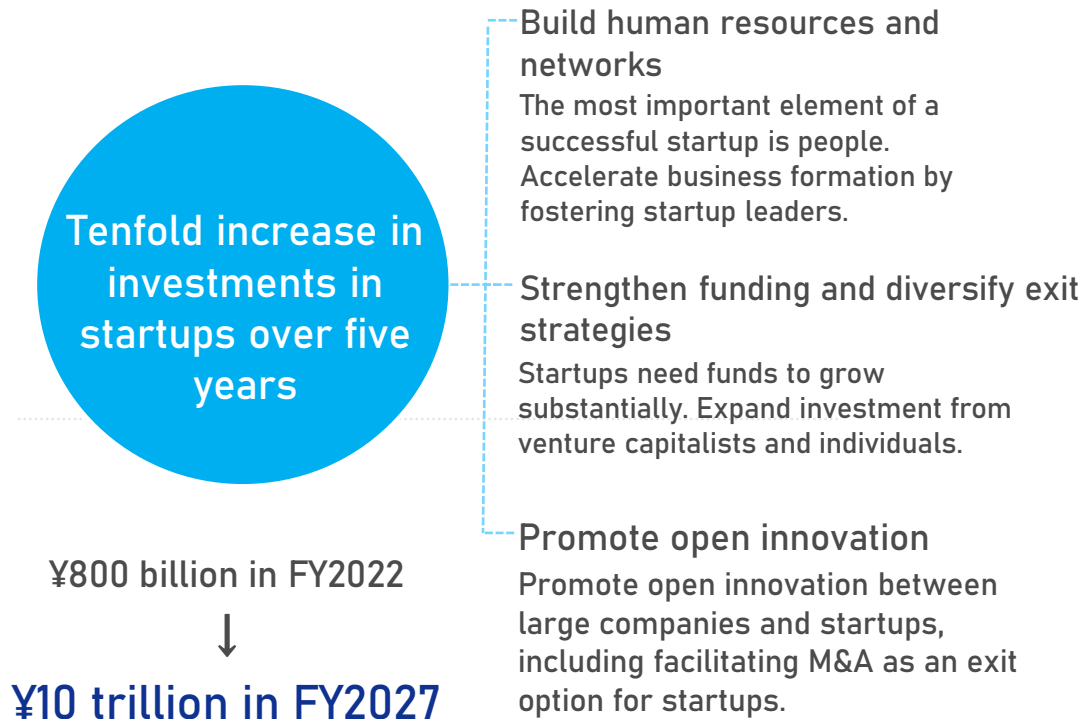 Tenfold increase in
investments in
startups over five
years
¥800 billion in FY2022
↓
¥10 trillion in FY2027
Build human resources and
networks
The most important element of a
successful startup is people.
Accelerate business formation by
fostering startup leaders.
Strengthen funding and diversify exit
strategies
Startups need funds to grow
substantially. Expand investment from
venture capitalists and individuals.
Promote open innovation
Promote open innovation between
large companies and startups,
including facilitating M&A as an exit
option for startups.